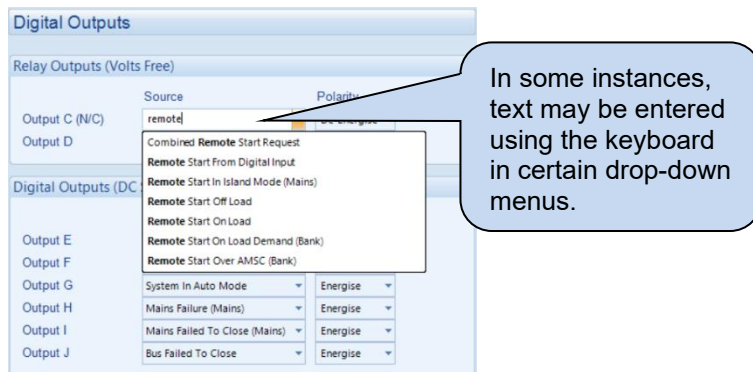 Digital Outputs
Relay Outputs (Volts Free)
Source
Output C (N/C) remote
Output D
Combined Remote Start Request
Remote Start From Digital Input
Remote Start In Island Mode (Mains)
Remote Start Off Load
Remote Start On Load
Remote Start On Load Demand (Bank)
Remote Start Over AMSC (Bank)
Digital Outputs (DC
Output E
Output F
Output G System In Auto Mode Energise
Output H Mains Failure (Mains) Energise
Output I Mains Failed To Close (Mains) Energise
Output J Bus Failed To Close Energise
In some instances,
text may be entered
using the keyboard
in certain drop-down
menus.